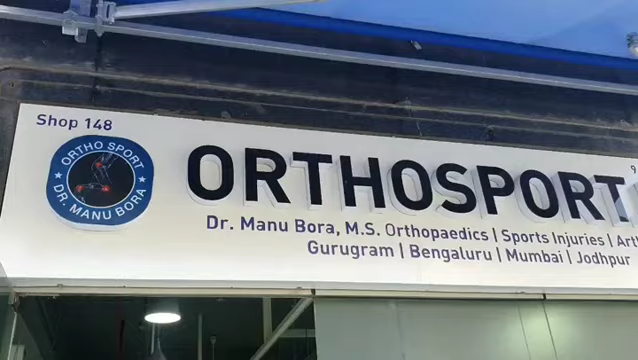 Shop 148
ORTHO SPORT
DR. MANU BORA
ORTHOSPORT
Dr. Manu Bora, M.S. Orthopaedics | Sports Injuries |
Gurugram | Bengaluru | Mumbai | Jodhpur